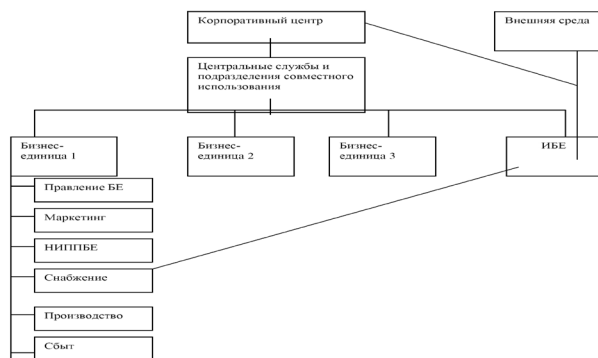 Корпоративный центр
Внешняя среда
Центральные службы и
подразделения совместного
использования
Бизнес-
единица 1
Бизнес-
единица 2
Бизнес-
единица 3
ИБЕ
Правление БЕ
Маркетинг
НИППБЕ
Снабжение
Производство
Сбыт